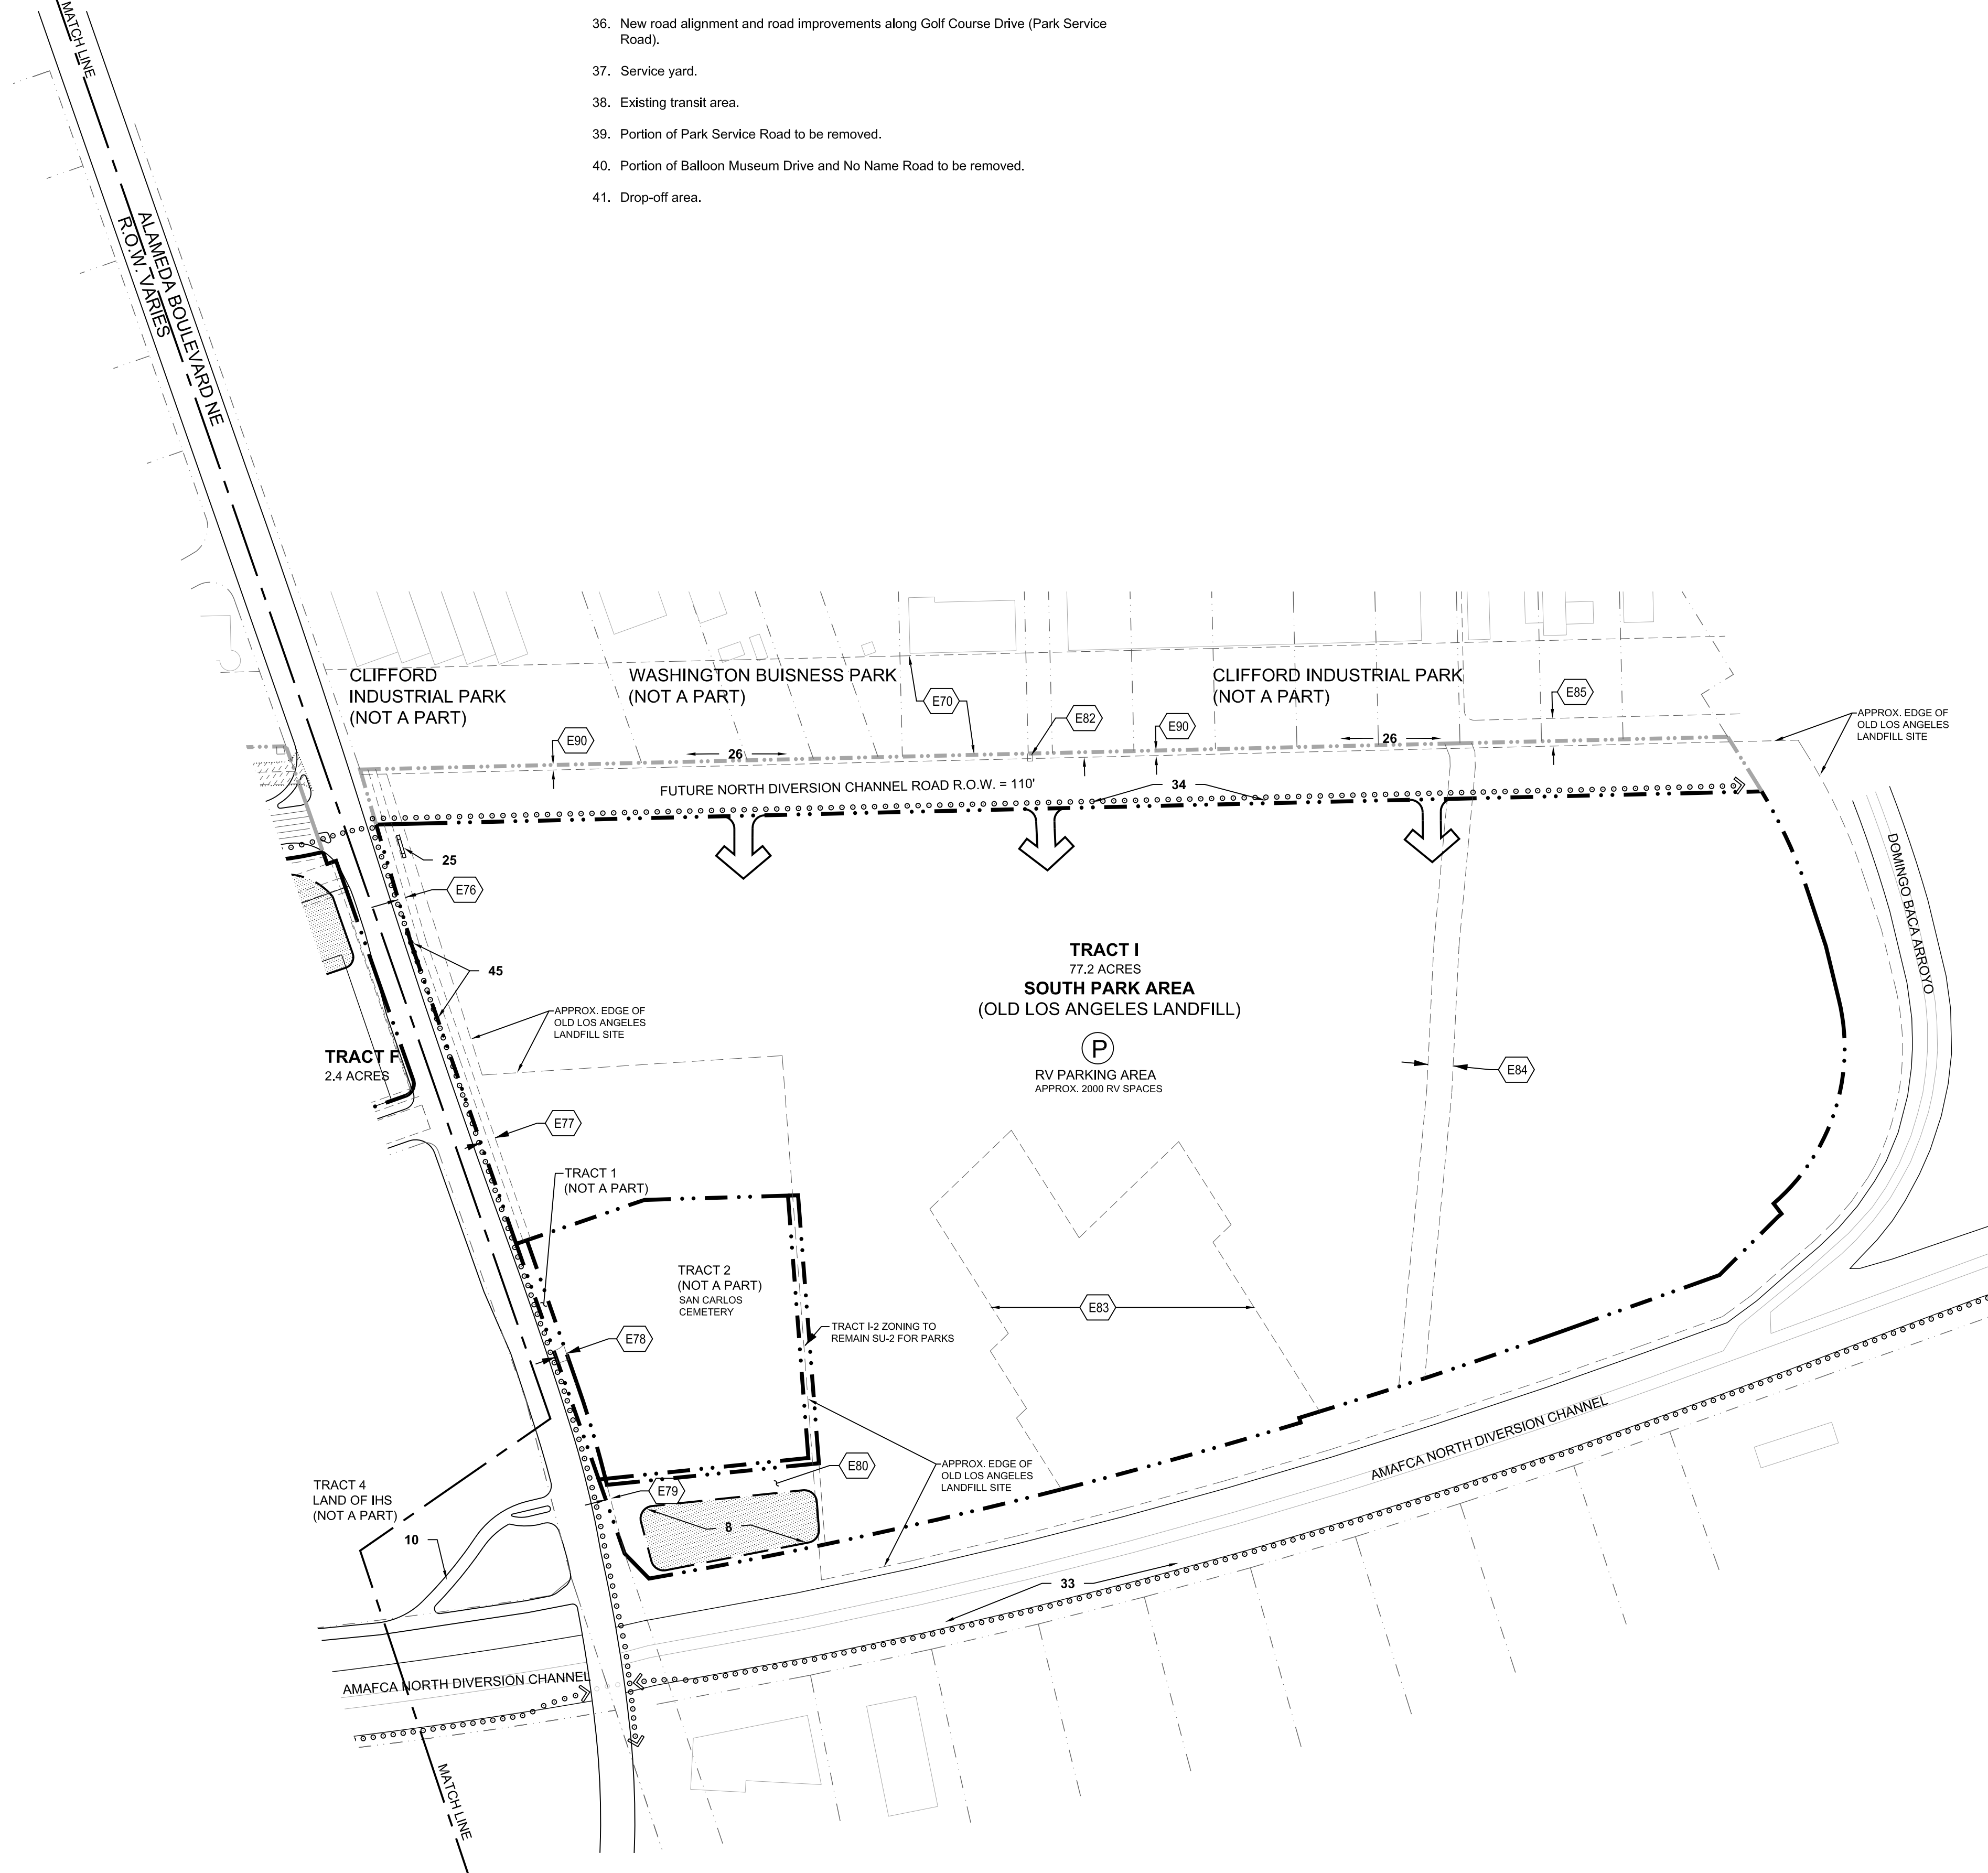 MATCH LINE
36. New road alignment and road improvements along Golf Course Drive (Park Service
Road).
37. Service yard.
38. Existing transit area.
39. Portion of Park Service Road to be removed.
40. Portion of Balloon Museum Drive and No Name Road to be removed.
41. Drop-off area.
ALAMEDA BOULEVARD NE
R.O.W. VARIES
CLIFFORD
INDUSTRIAL PARK
(NOT A PART)
WASHINGTON BUISNESS PARK
(NOT A PART)
CLIFFORD INDUSTRIAL PARK
(NOT A PART)
E70
E82
E90
E85
E90
26
26
APPROX. EDGE OF
OLD LOS ANGELES
LANDFILL SITE
FUTURE NORTH DIVERSION CHANNEL ROAD R.O.W. = 110'
34
25
E76
45
DOMINGO BACA ARROYO
TRACT I
77.2 ACRES
SOUTH PARK AREA
(OLD LOS ANGELES LANDFILL)
P
RV PARKING AREA
APPROX. 2000 RV SPACES
APPROX. EDGE OF
OLD LOS ANGELES
LANDFILL SITE
TRACT F
2.4 ACRES
E84
E77
TRACT 1
(NOT A PART)
TRACT 2
(NOT A PART)
SAN CARLOS
CEMETERY
E83
TRACT I-2 ZONING TO
REMAIN SU-2 FOR PARKS
E78
AMAFCA NORTH DIVERSION CHANNEL
E80
APPROX. EDGE OF
OLD LOS ANGELES
LANDFILL SITE
E79
TRACT 4
LAND OF IHS
(NOT A PART)
8
10
33
AMAFCA NORTH DIVERSION CHANNEL
MATCH LINE